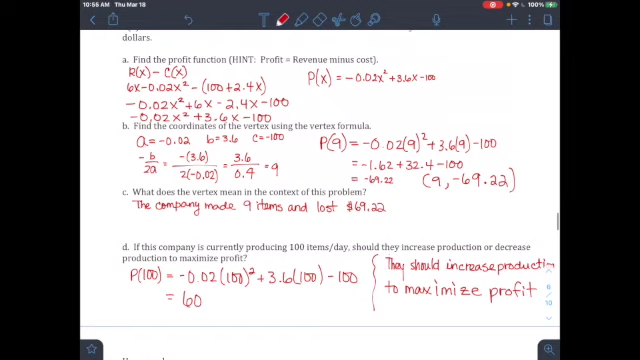 10:55 AM Thu Mar 18
dollars.
a. Find the profit function {HINT: Profit = Revenue minus cost}.
R(x) - C(x)
6x - 0.02x² - (100 + 2.4x)
-0.02x² + 6x - 2.4x - 100
-0.02x² + 3.6x - 100
P(x) = -0.02x² + 3.6x - 100
b. Find the coordinates of the vertex using the vertex formula.
a = -0.02 b = 3.6 c = -100
-b/2a = -(3.6)/2(-0.02) = 3.6/0.4 = 9
P(9) = -0.02(9)² + 3.6(9) - 100
= -1.62 + 32.4 - 100
= -69.22 (9, -69.22)
c. What does the vertex mean in the context of this problem?
The company made 9 items and lost $69.22
d. If this company is currently producing 100 items/day, should they increase production or decrease
production to maximize profit?
P(100) = -0.02(100)² + 3.6(100) - 100
= 60
They should increase production
to maximize profit
6
/
10